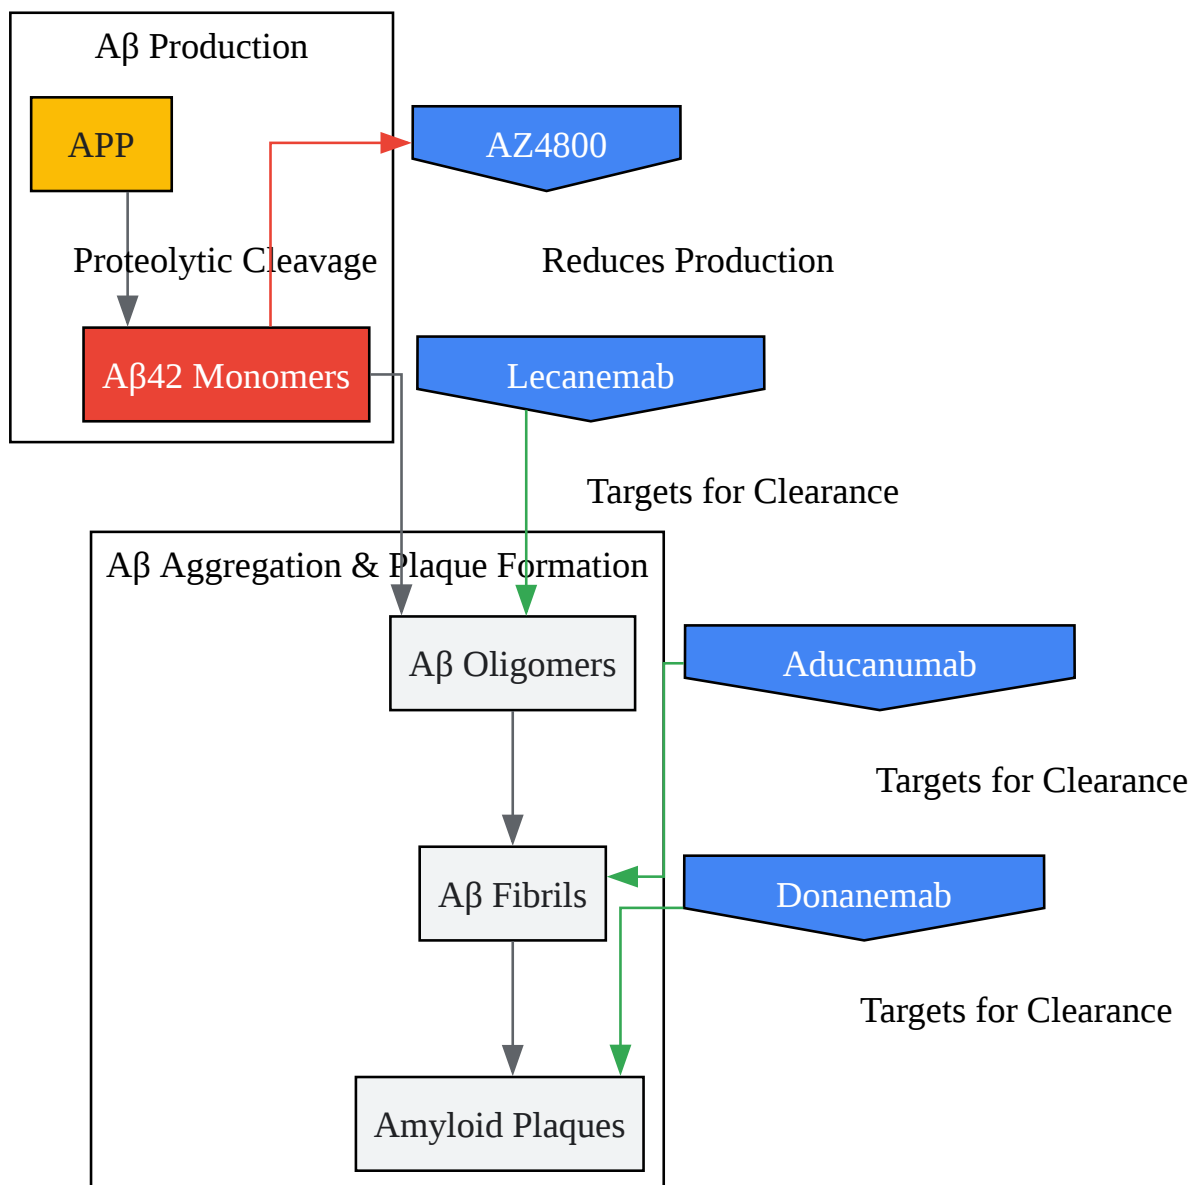 Aβ Production
APP
AZ4800
Proteolytic Cleavage
Reduces Production
Aβ42 Monomers
Lecanemab
Targets for Clearance
Aβ Aggregation & Plaque Formation
Aβ Oligomers
Aducanumab
Targets for Clearance
Aβ Fibrils
Donanemab
Targets for Clearance
Amyloid Plaques